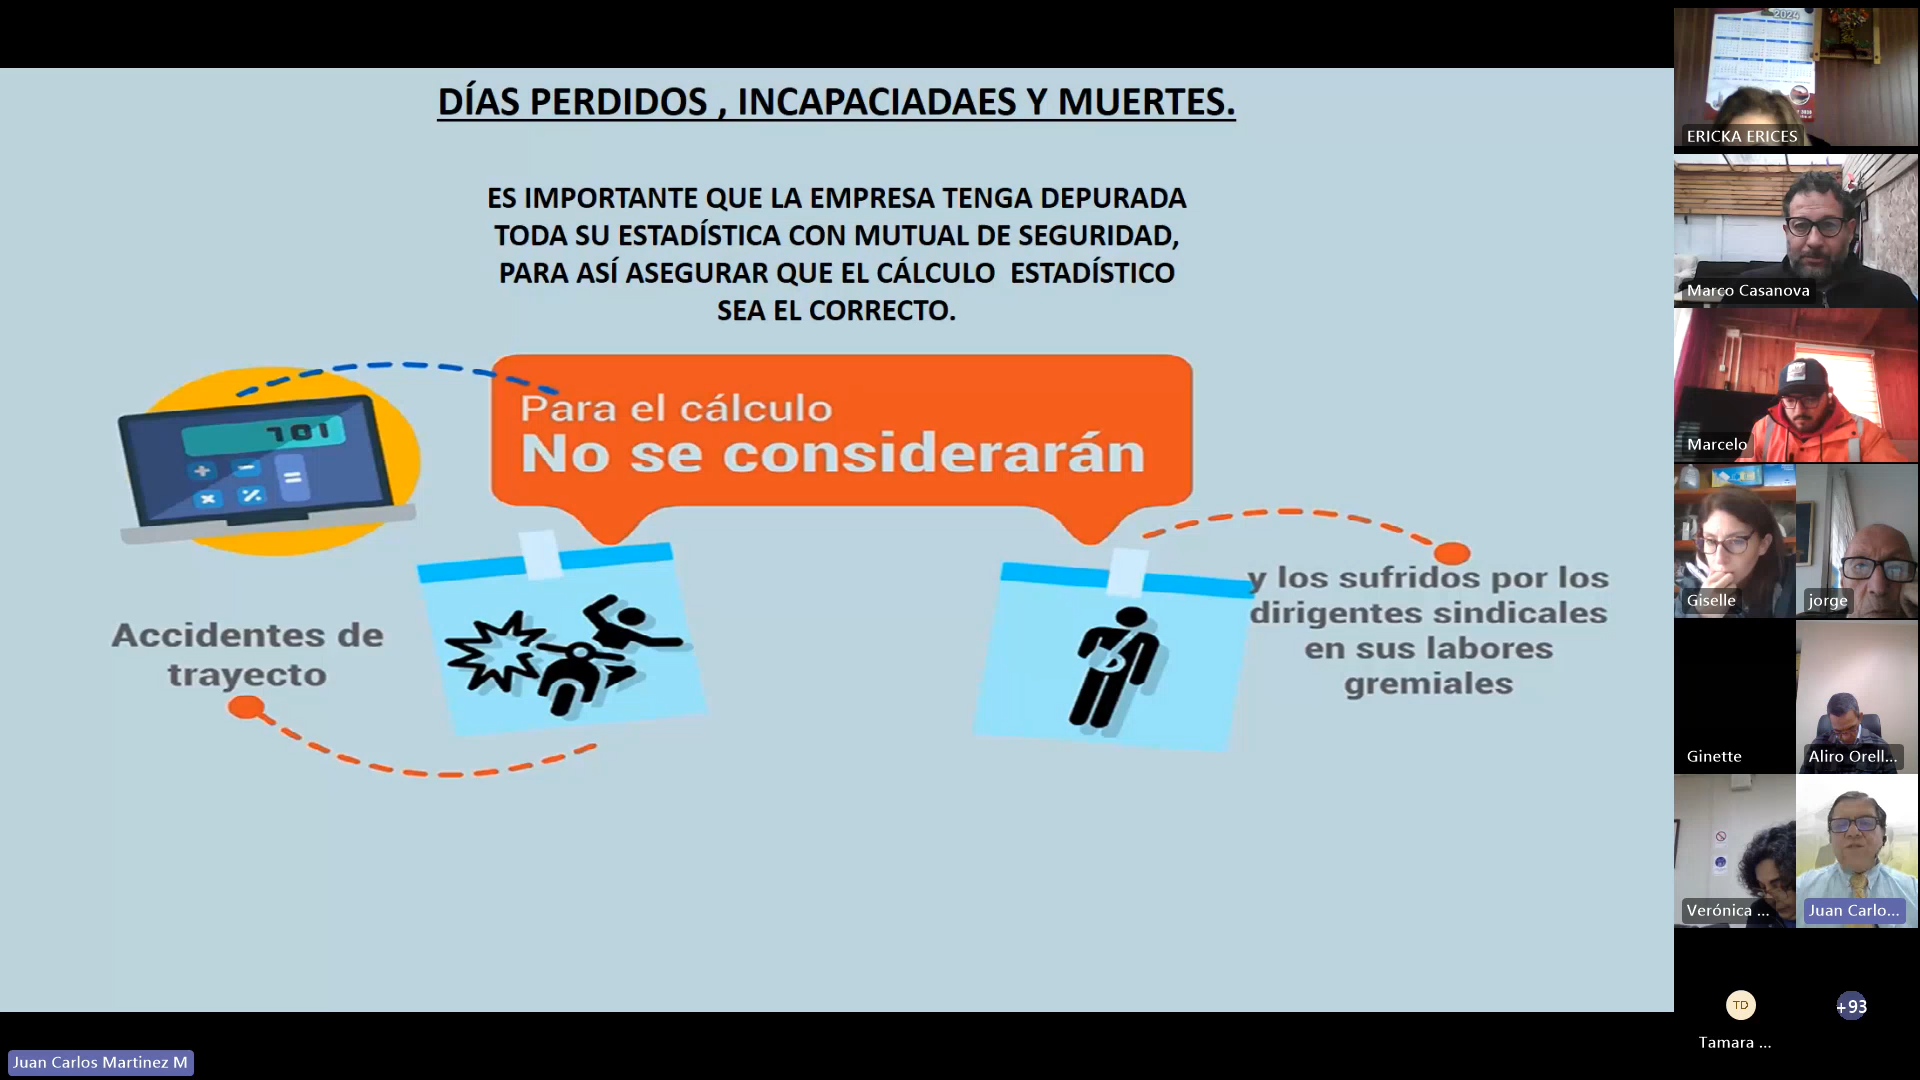 DÍAS PERDIDOS , INCAPACIADAES Y MUERTES.
ES IMPORTANTE QUE LA EMPRESA TENGA DEPURADA
TODA SU ESTADÍSTICA CON MUTUAL DE SEGURIDAD,
PARA ASÍ ASEGURAR QUE EL CÁLCULO ESTADÍSTICO
SEA EL CORRECTO.
701
Para el cálculo
No se considerarán
Accidentes de
trayecto
y los sufridos por los
dirigentes sindicales
en sus labores
gremiales
2024
ERICKA ERICES
Marco Casanova
Marcelo
Giselle
jorge
Ginette
Aliro Orell...
Verónica ...
Juan Carlo...
TD
+93
Tamara ...
Juan Carlos Martinez M